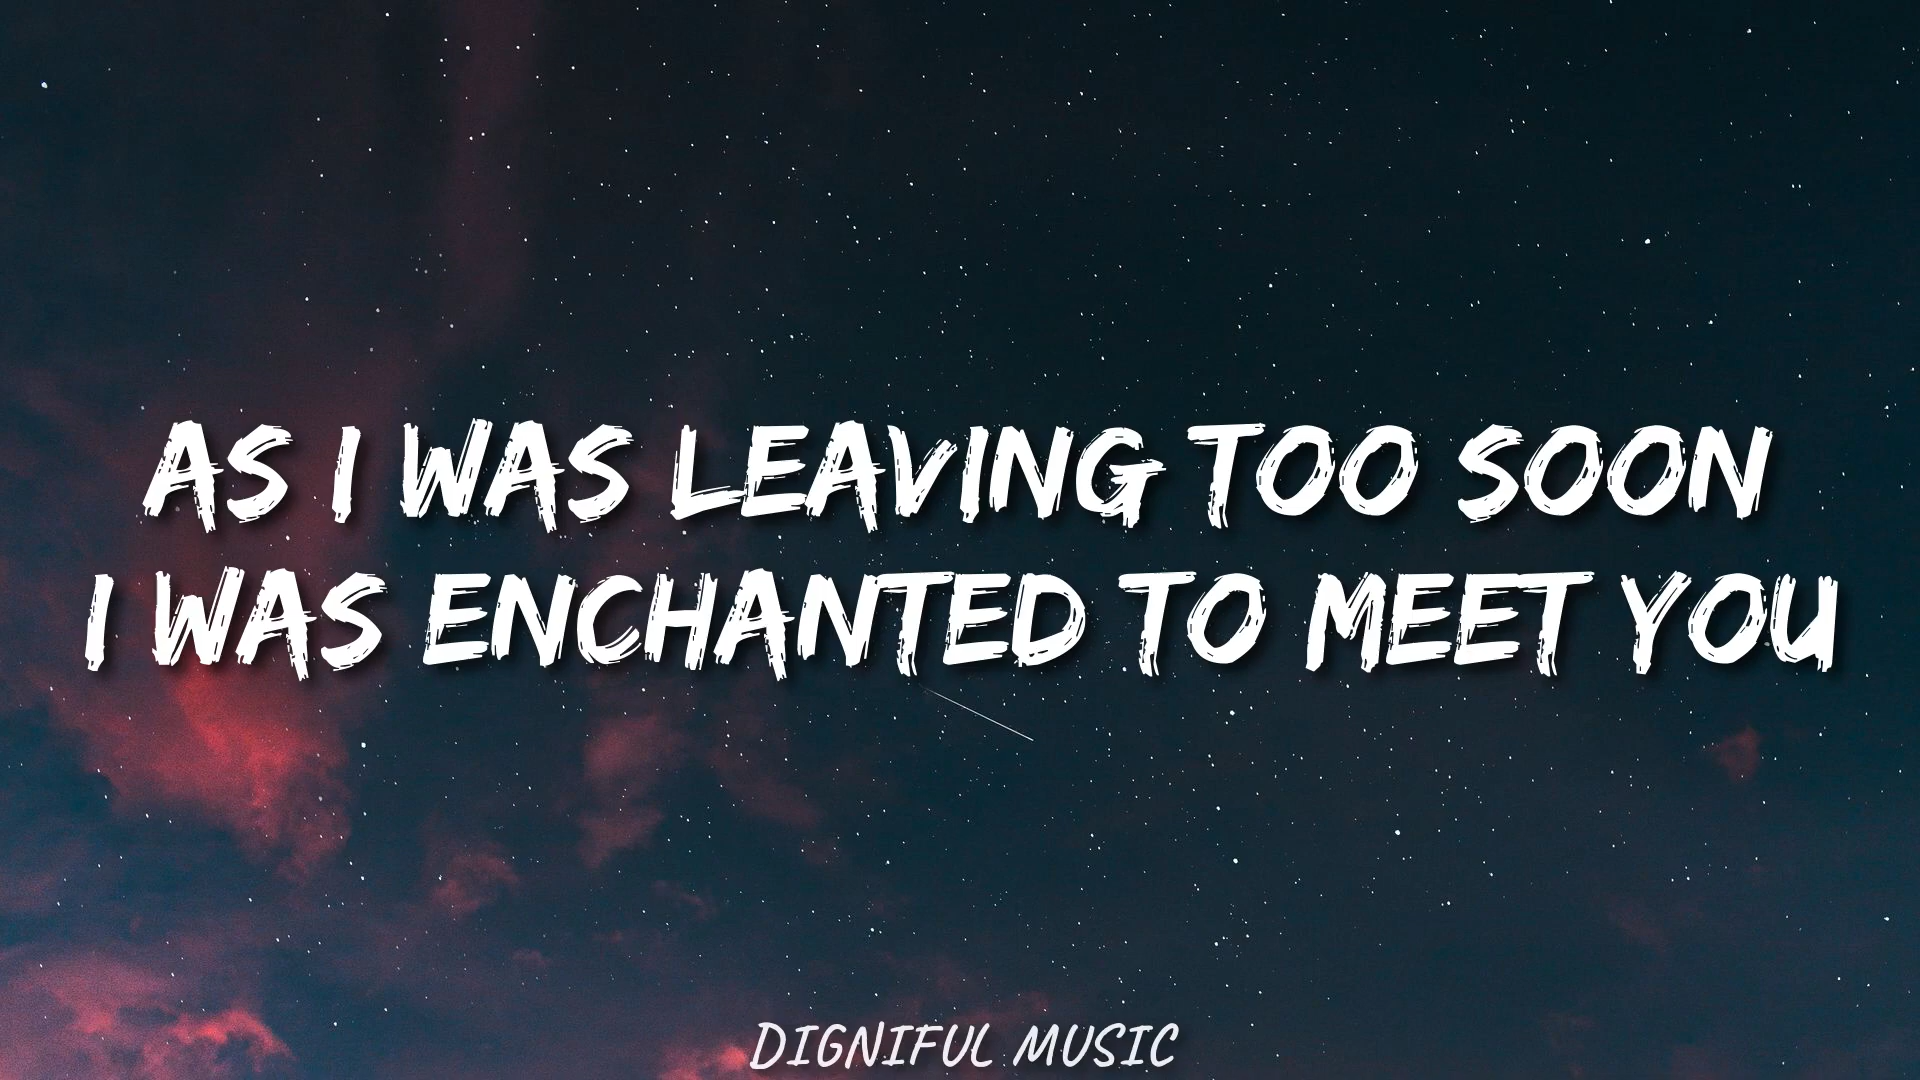 AS I WAS LEAVING TOO SOON
I WAS ENCHANTED TO MEET YOU
DIGNIFUL MUSIC